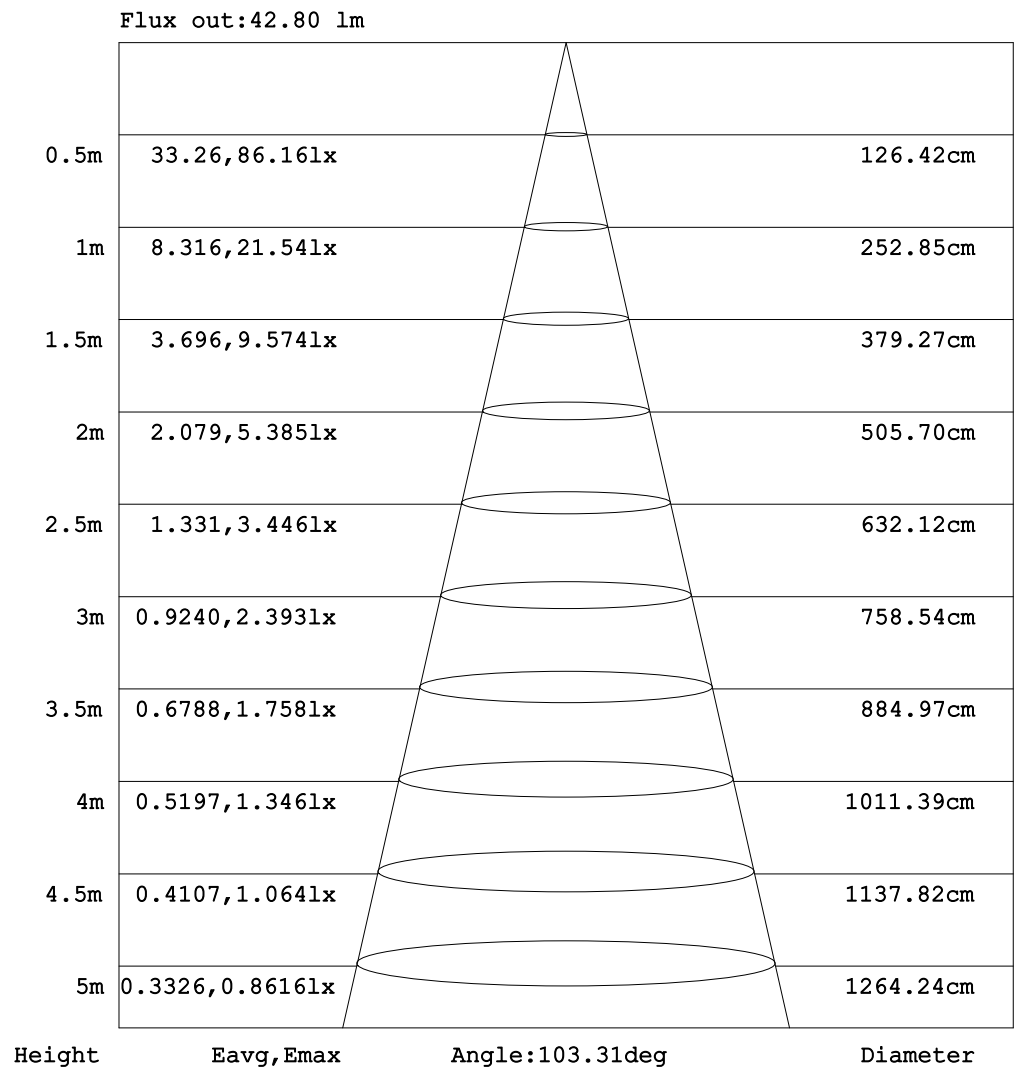 Flux out:42.80 lm
0.5m 33.26,86.16lx 126.42cm
1m 8.316,21.54lx 252.85cm
1.5m 3.696,9.574lx 379.27cm
2m 2.079,5.385lx 505.70cm
2.5m 1.331,3.446lx 632.12cm
3m 0.9240,2.393lx 758.54cm
3.5m 0.6788,1.758lx 884.97cm
4m 0.5197,1.346lx 1011.39cm
4.5m 0.4107,1.064lx 1137.82cm
5m 0.3326,0.8616lx 1264.24cm
Height Eavg,Emax Angle:103.31deg Diameter